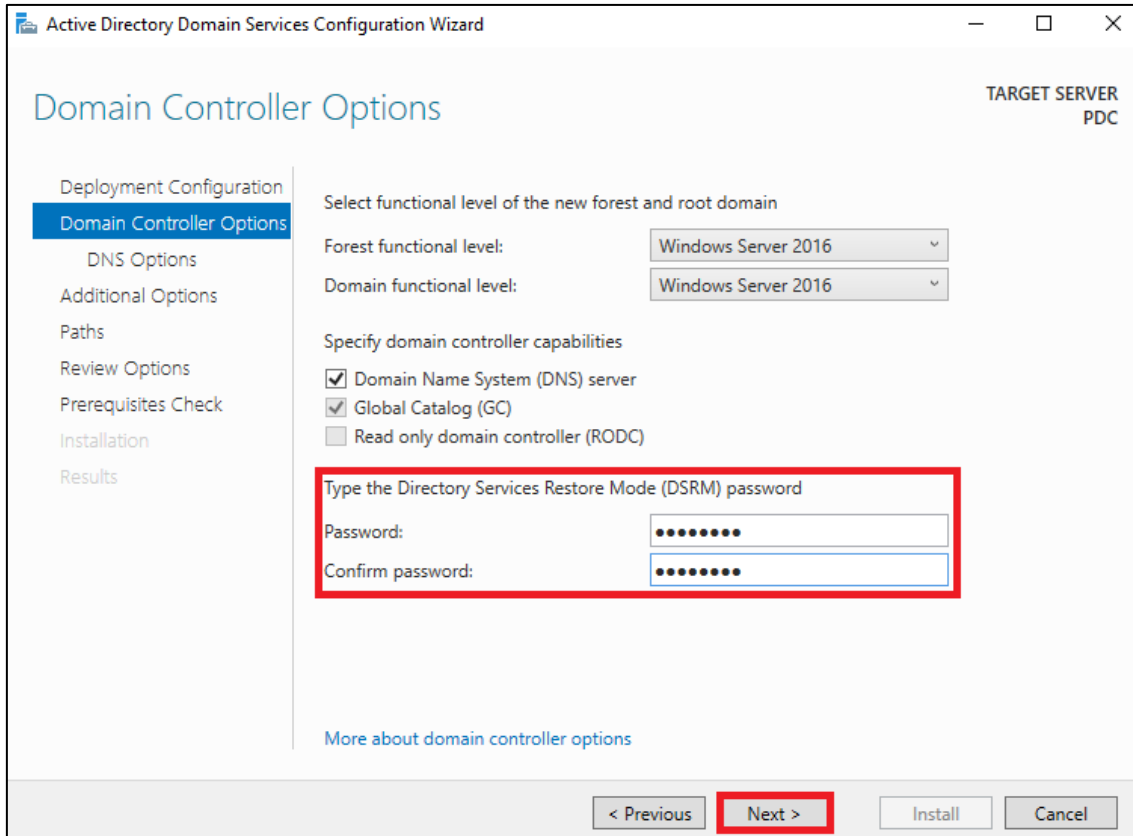 Active Directory Domain Services Configuration Wizard
Domain Controller Options
TARGET SERVER
PDC
Deployment Configuration
Domain Controller Options
DNS Options
Additional Options
Paths
Review Options
Prerequisites Check
Installation
Results
Select functional level of the new forest and root domain
Forest functional level: Windows Server 2016
Domain functional level: Windows Server 2016
Specify domain controller capabilities
Domain Name System (DNS) server
Global Catalog (GC)
Read only domain controller (RODC)
Type the Directory Services Restore Mode (DSRM) password
Password: ••••••••
Confirm password: ••••••••
More about domain controller options
< Previous Next > Install Cancel